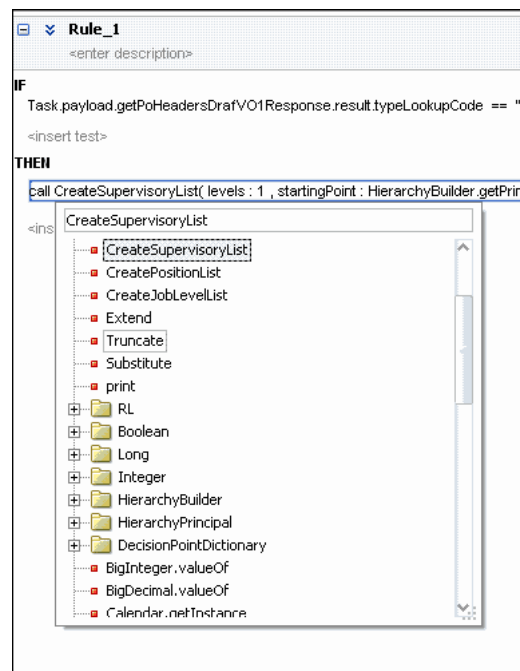 Rule_1
<enter description>
IF
Task.payload.getPoHeadersDrafVO1Response.result.typeLookupCode == "
<insert test>
THEN
call CreateSupervisoryList( levels : 1 , startingPoint : HierarchyBuilder.getPrin
<ins
CreateSupervisoryList
CreateSupervisoryList
CreatePositionList
CreateJobLevelList
Extend
Truncate
Substitute
print
RL
Boolean
Long
Integer
HierarchyBuilder
HierarchyPrincipal
DecisionPointDictionary
BigInteger.valueOf
BigDecimal.valueOf
Calendar.getInstance